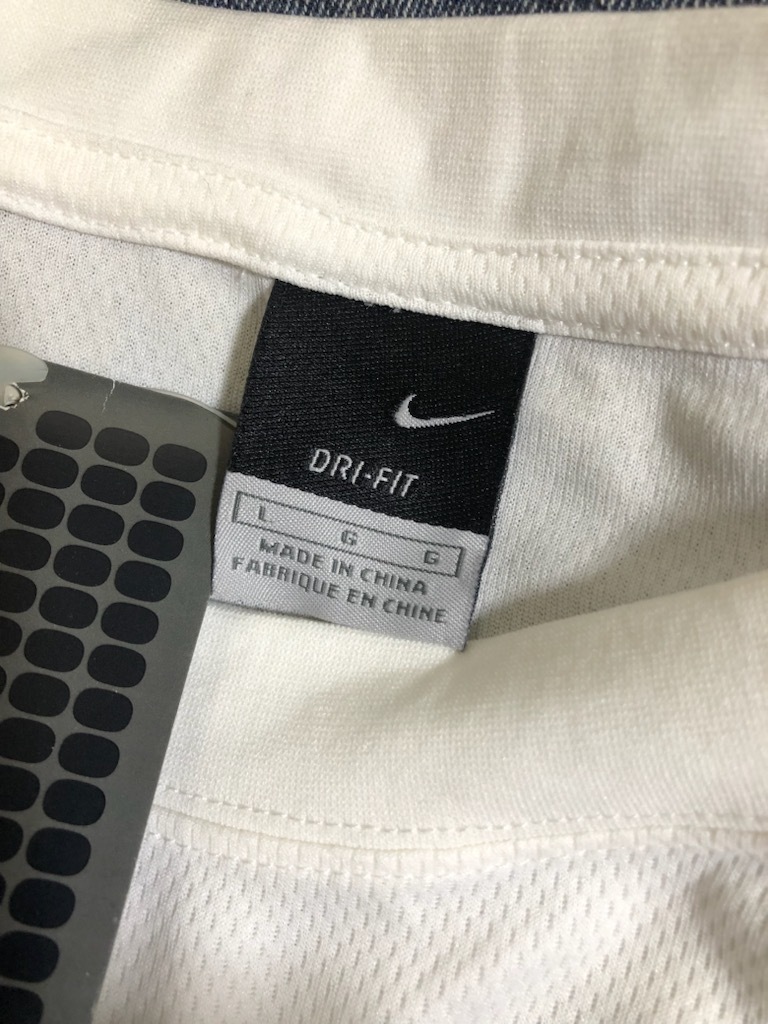 DRI-FIT
L G G
MADE IN CHINA
FABRIQUE EN CHINE